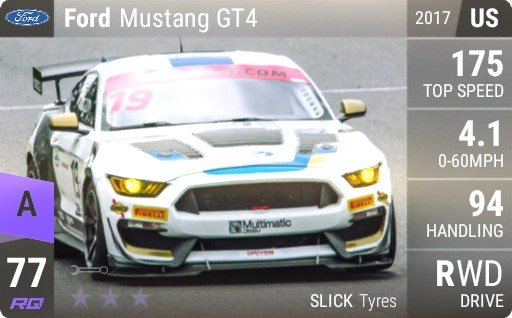 Ford Ford Mustang GT4 2017 US
175
TOP SPEED
4.1
0-60MPH
94
HANDLING
RWD
DRIVE
A
77
RQ
SLICK Tyres
.COM
19
19
PIRELLI
PIRELLI
Multimatic